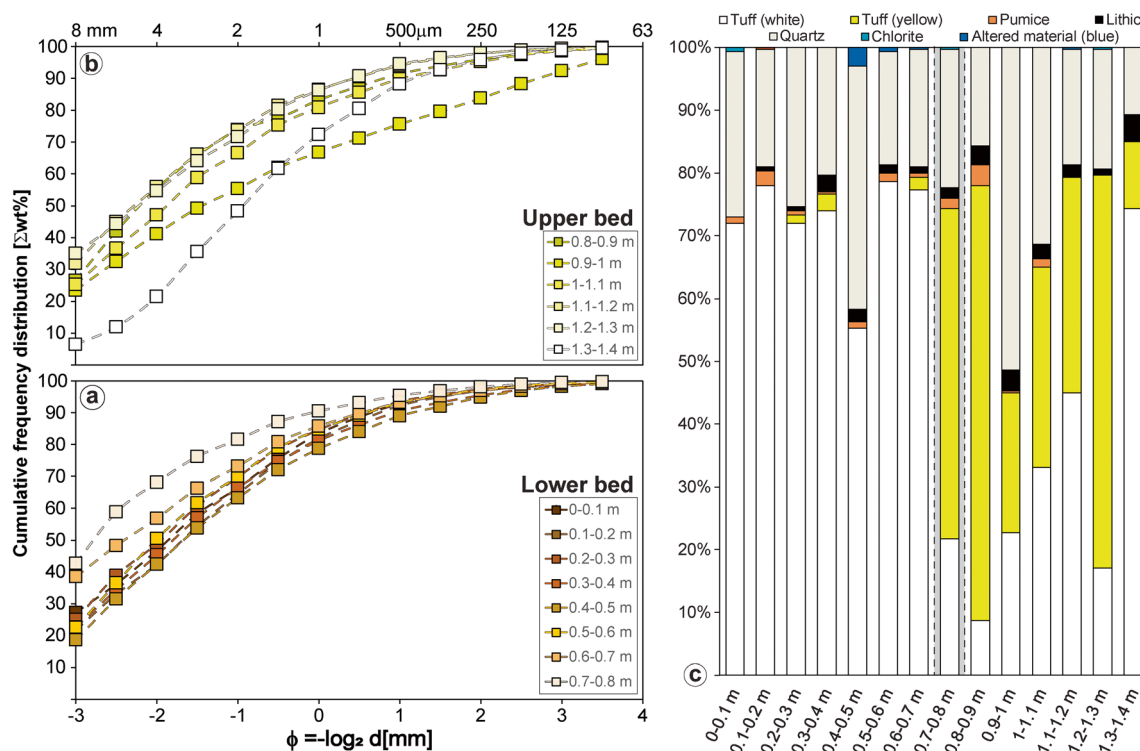 8 mm 4 2 1 500μm 250 125 63
b
100
90
80
70
60
50
40
30
20
10
Upper bed
0.8-0.9 m
0.9-1 m
1-1.1 m
1.1-1.2 m
1.2-1.3 m
1.3-1.4 m
Cumulative frequency distribution [Σwt%]
a
100
90
80
70
60
50
40
30
20
10
Lower bed
0-0.1 m
0.1-0.2 m
0.2-0.3 m
0.3-0.4 m
0.4-0.5 m
0.5-0.6 m
0.6-0.7 m
0.7-0.8 m
-3 -2 -1 0 1 2 3 4
ϕ =-log₂ d[mm]
Tuff (white) Tuff (yellow) Pumice Lithic
Quartz Chlorite Altered material (blue)
100%
90%
80%
70%
60%
50%
40%
30%
20%
10%
c
0-0.1 m
0.1-0.2 m
0.2-0.3 m
0.3-0.4 m
0.4-0.5 m
0.5-0.6 m
0.6-0.7 m
0.7-0.8 m
0.8-0.9 m
0.9-1 m
1-1.1 m
1.1-1.2 m
1.2-1.3 m
1.3-1.4 m